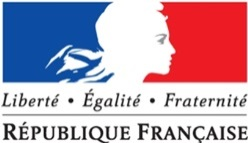 Liberté • Égalité • Fraternité
RÉPUBLIQUE FRANÇAISE